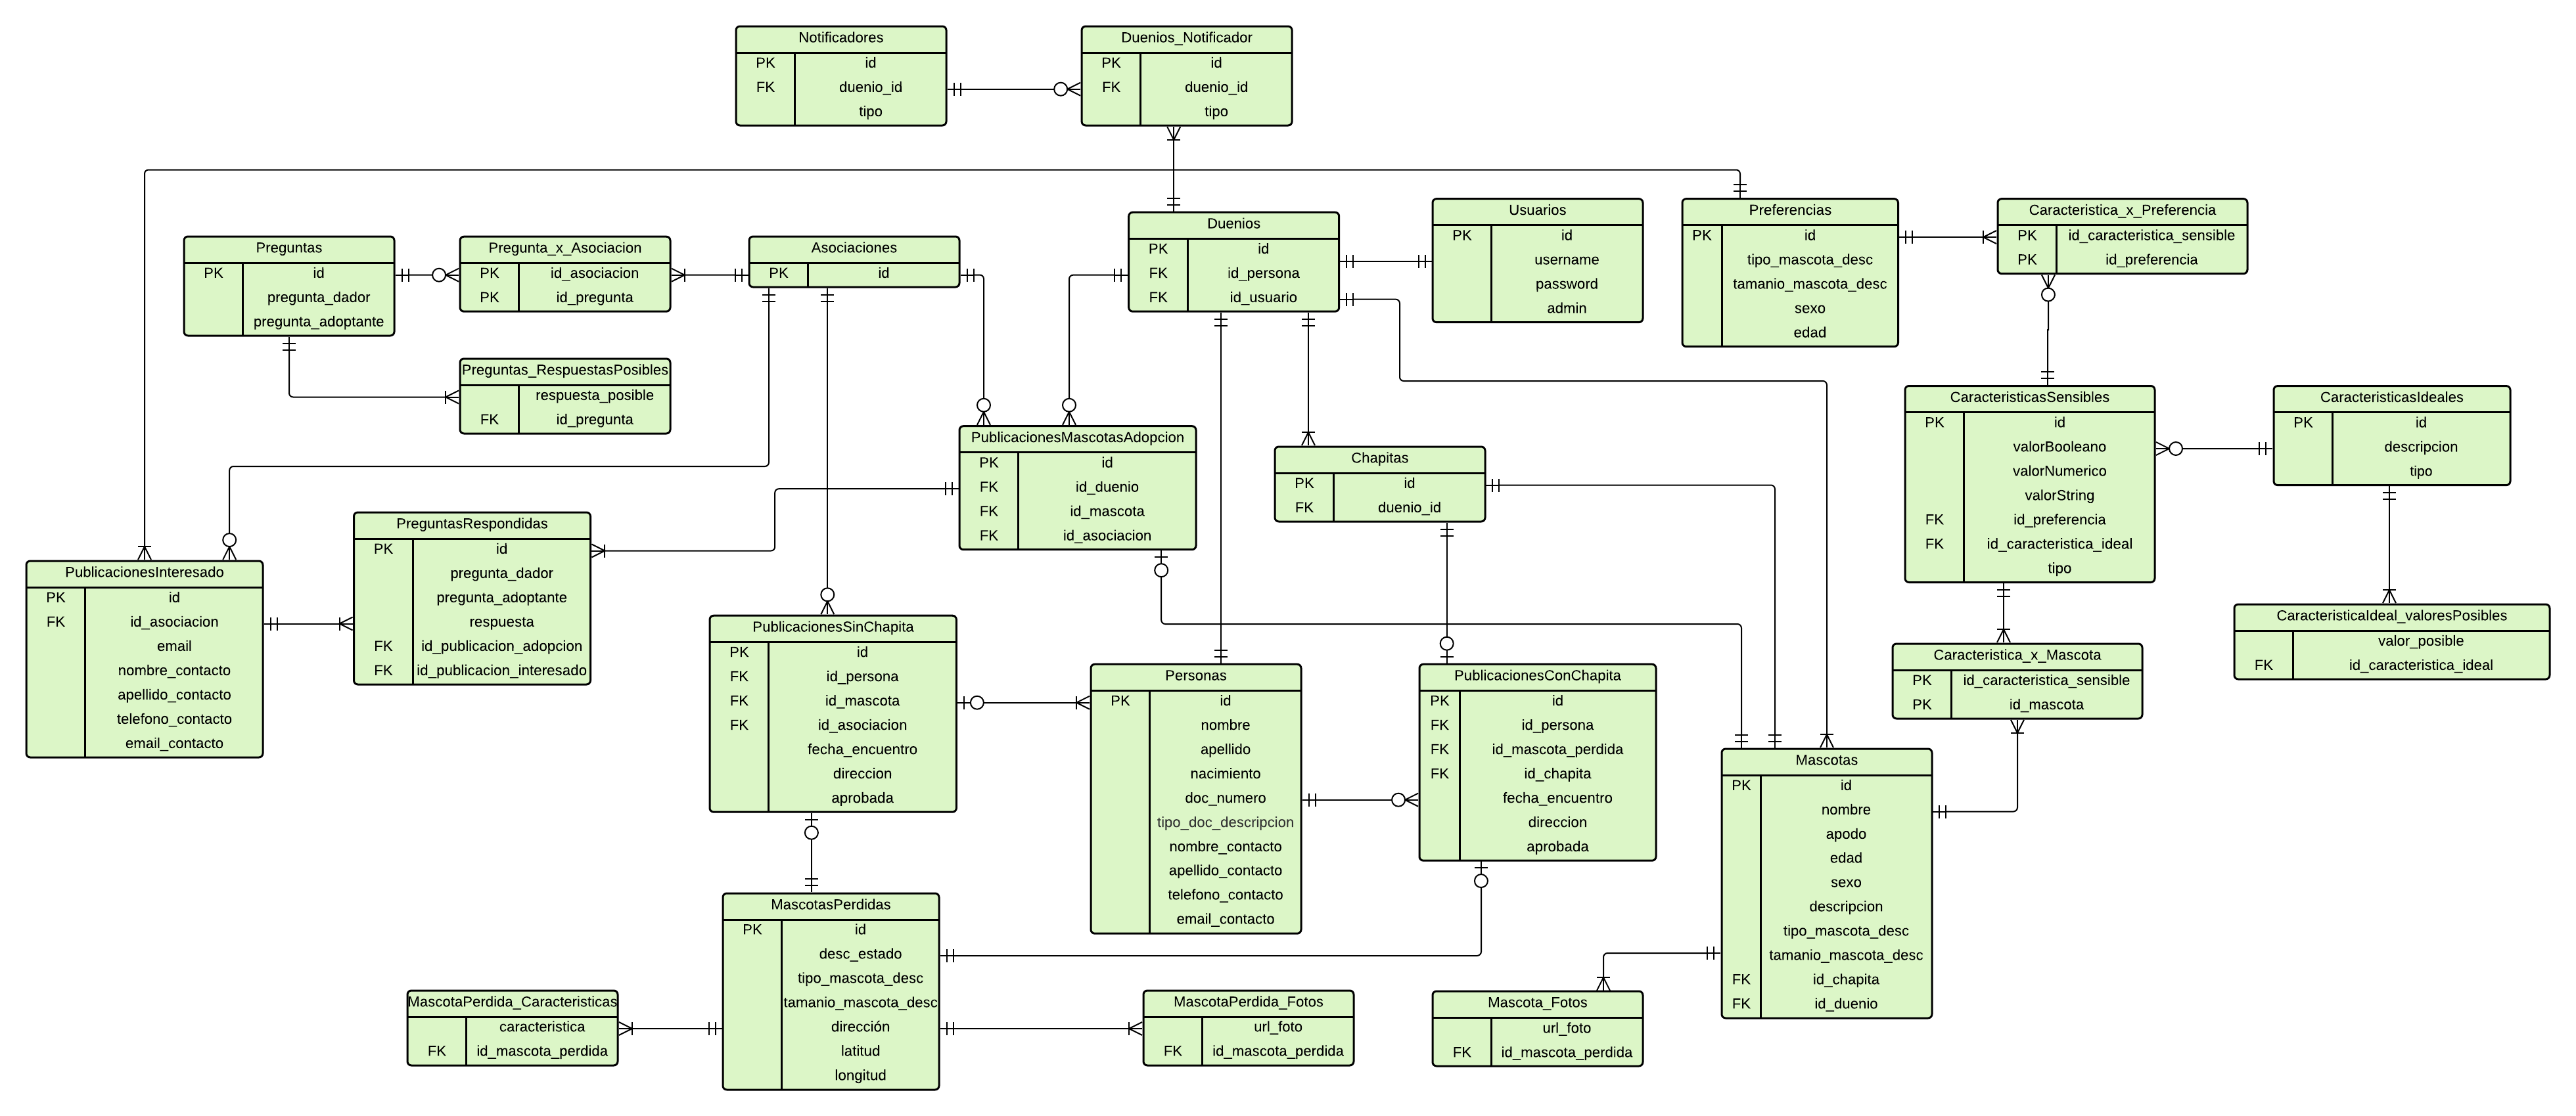 Notificadores
PK id
FK duenio_id
tipo
Duenios_Notificador
PK id
FK duenio_id
tipo
Preguntas
PK id
pregunta_dador
pregunta_adoptante
Pregunta_x_Asociacion
PK id_asociacion
PK id_pregunta
Asociaciones
PK id
Duenios
PK id
FK id_persona
FK id_usuario
Usuarios
PK id
username
password
admin
Preferencias
PK id
tipo_mascota_desc
tamanio_mascota_desc
sexo
edad
Caracteristica_x_Preferencia
PK id_caracteristica_sensible
PK id_preferencia
Preguntas_RespuestasPosibles
respuesta_posible
FK id_pregunta
PublicacionesMascotasAdopcion
PK id
FK id_duenio
FK id_mascota
FK id_asociacion
Chapitas
PK id
FK duenio_id
CaracteristicasSensibles
PK id
valorBooleano
valorNumerico
valorString
FK id_preferencia
FK id_caracteristica_ideal
tipo
CaracteristicasIdeales
PK id
descripcion
tipo
PublicacionesInteresado
PK id
FK id_asociacion
email
nombre_contacto
apellido_contacto
telefono_contacto
email_contacto
PreguntasRespondidas
PK id
pregunta_dador
pregunta_adoptante
respuesta
FK id_publicacion_adopcion
FK id_publicacion_interesado
PublicacionesSinChapita
PK id
FK id_persona
FK id_mascota
FK id_asociacion
fecha_encuentro
direccion
aprobada
Personas
PK id
nombre
apellido
nacimiento
doc_numero
tipo_doc_descripcion
nombre_contacto
apellido_contacto
telefono_contacto
email_contacto
PublicacionesConChapita
PK id
FK id_persona
FK id_mascota_perdida
FK id_chapita
fecha_encuentro
direccion
aprobada
Caracteristica_x_Mascota
PK id_caracteristica_sensible
PK id_mascota
CaracteristicaIdeal_valoresPosibles
valor_posible
FK id_caracteristica_ideal
Mascotas
PK id
nombre
apodo
edad
sexo
descripcion
tipo_mascota_desc
tamanio_mascota_desc
FK id_chapita
FK id_duenio
MascotasPerdidas
PK id
desc_estado
tipo_mascota_desc
tamanio_mascota_desc
dirección
latitud
longitud
MascotaPerdida_Caracteristicas
caracteristica
FK id_mascota_perdida
MascotaPerdida_Fotos
url_foto
FK id_mascota_perdida
Mascota_Fotos
url_foto
FK id_mascota_perdida